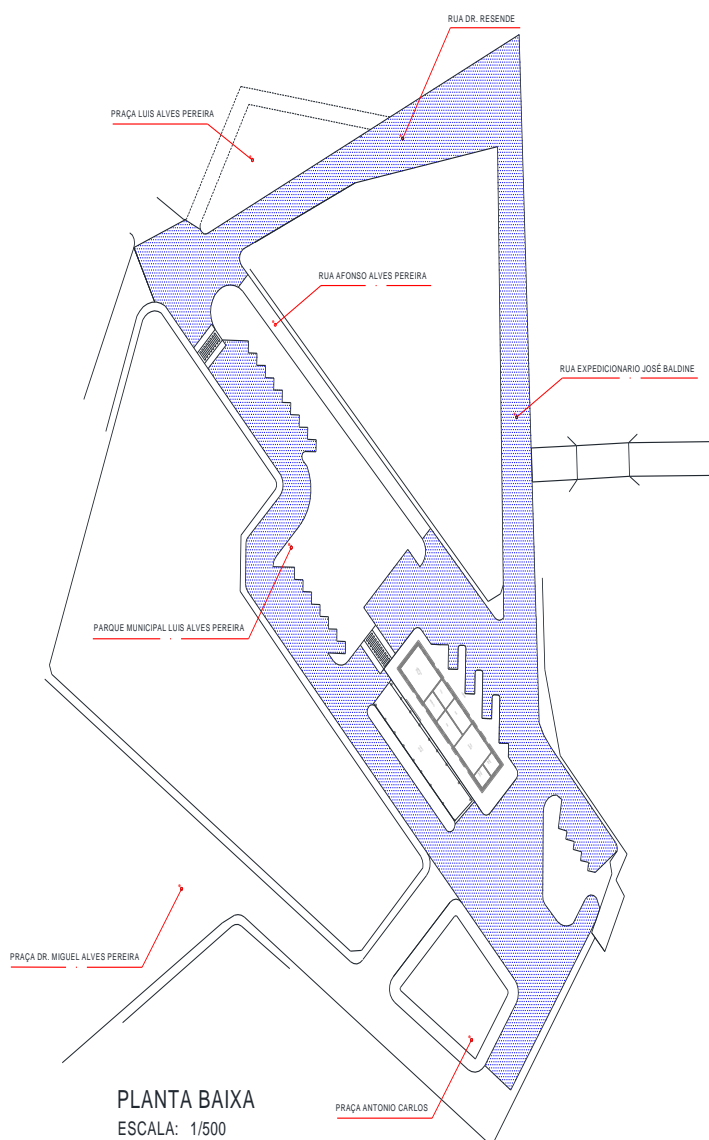 RUA DR. RESENDE
PRAÇA LUIS ALVES PEREIRA
RUA AFONSO ALVES PEREIRA
RUA EXPEDICIONARIO JOSÉ BALDINE
PARQUE MUNICIPAL LUIS ALVES PEREIRA
PRAÇA DR. MIGUEL ALVES PEREIRA
PRAÇA ANTONIO CARLOS
PLANTA BAIXA
ESCALA: 1/500